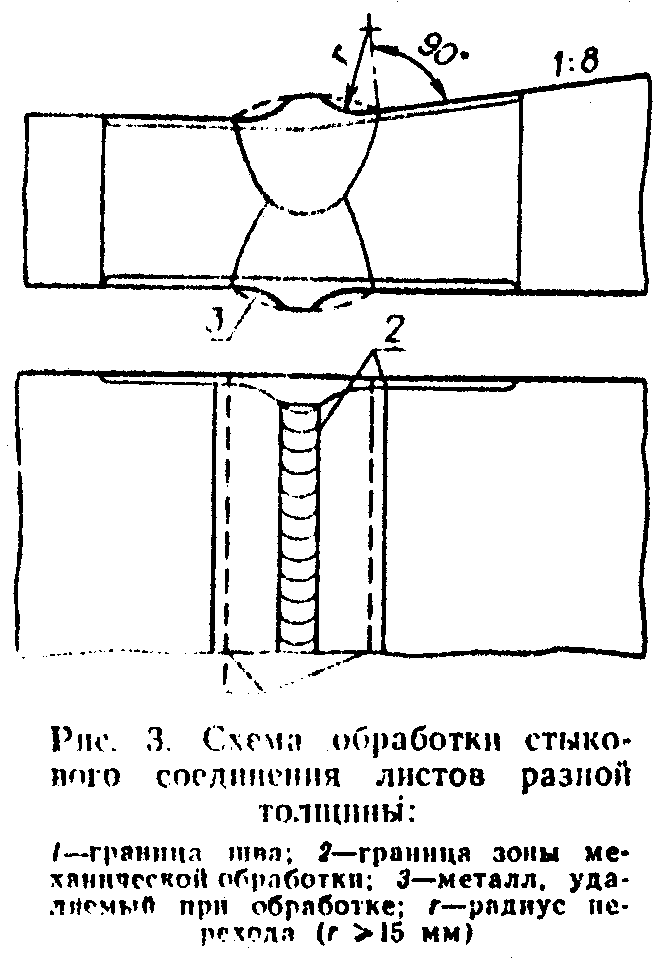 r
90°
1:8
3
2
Рис. 3. Схема обработки стыко-
вого соединения листов разной
толщины:
1—граница шва; 2—граница зоны ме-
ханической обработки; 3—металл, уда-
ляемый при обработке; r—радиус пе-
рехода (r >15 мм)